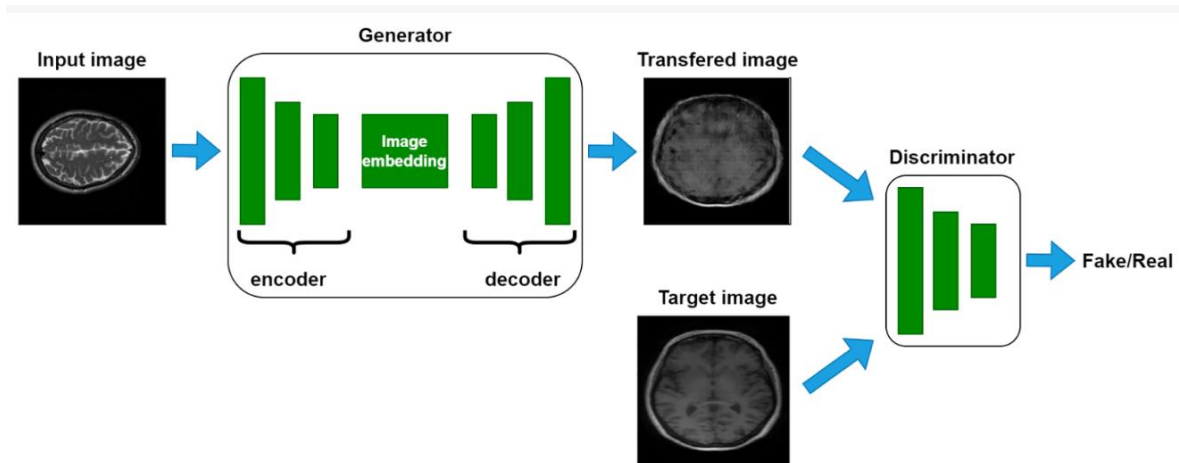 Generator
Input image
Transfered image
Image
embedding
Discriminator
encoder
decoder
Fake/Real
Target image